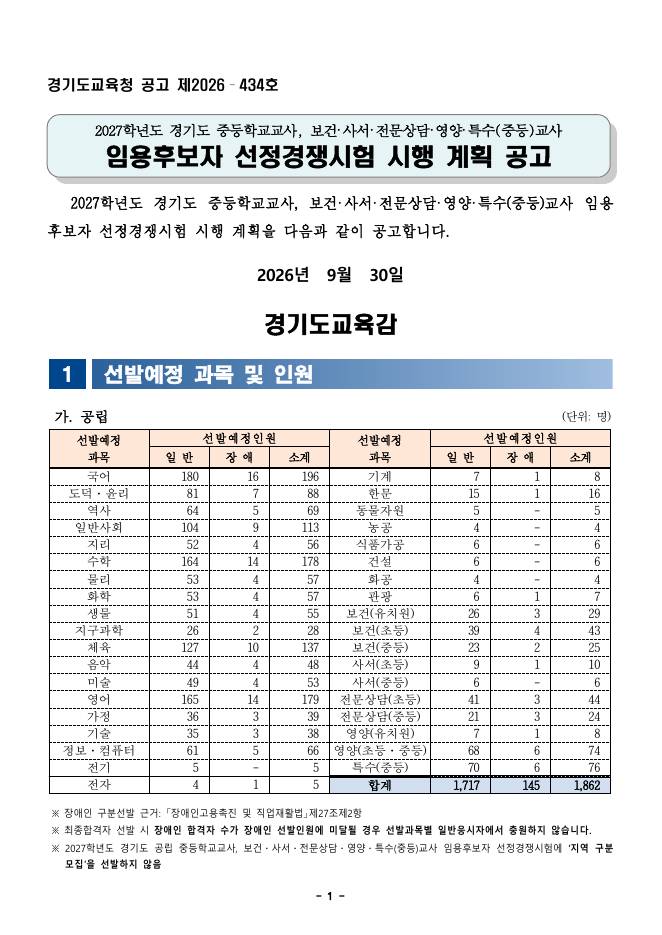 경기도교육청 공고 제2026 - 434호
2027학년도 경기도 중등학교교사, 보건·사서·전문상담·영양·특수(중등)교사
임용후보자 선정경쟁시험 시행 계획 공고
2027학년도 경기도 중등학교교사, 보건·사서·전문상담·영양·특수(중등)교사 임용
후보자 선정경쟁시험 시행 계획을 다음과 같이 공고합니다.
2026년 9월 30일
경기도교육감
1 선발예정 과목 및 인원
가. 공립 (단위: 명)
선발예정 과목 선발예정인원 선발예정 과목 선발예정인원
일 반 장 애 소계 일 반 장 애 소계
국어 180 16 196 기계 7 1 8
도덕・윤리 81 7 88 한문 15 1 16
역사 64 5 69 동물자원 5 - 5
일반사회 104 9 113 농공 4 - 4
지리 52 4 56 식품가공 6 - 6
수학 164 14 178 건설 6 - 6
물리 53 4 57 화공 4 - 4
화학 53 4 57 관광 6 1 7
생물 51 4 55 보건(유치원) 26 3 29
지구과학 26 2 28 보건(초등) 39 4 43
체육 127 10 137 보건(중등) 23 2 25
음악 44 4 48 사서(초등) 9 1 10
미술 49 4 53 사서(중등) 6 - 6
영어 165 14 179 전문상담(초등) 41 3 44
가정 36 3 39 전문상담(중등) 21 3 24
기술 35 3 38 영양(유치원) 7 1 8
정보・컴퓨터 61 5 66 영양(초등・중등) 68 6 74
전기 5 - 5 특수(중등) 70 6 76
전자 4 1 5 합계 1,717 145 1,862
※ 장애인 구분선발 근거: 「장애인고용촉진 및 직업재활법」제27조제2항
※ 최종합격자 선발 시 장애인 합격자 수가 장애인 선발인원에 미달될 경우 선발과목별 일반응시자에서 충원하지 않습니다.
※ 2027학년도 경기도 공립 중등학교교사, 보건・사서・전문상담・영양・특수(중등)교사 임용후보자 선정경쟁시험에 '지역 구분
모집'을 선발하지 않음
- 1 -